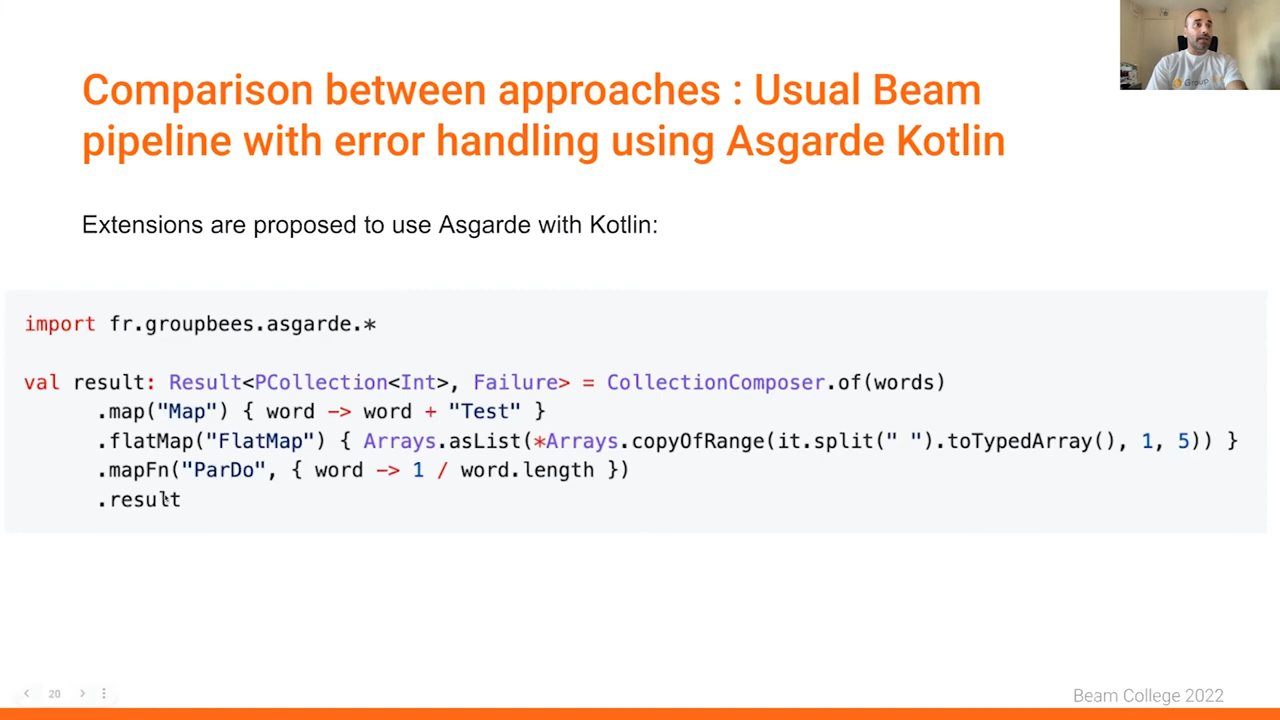 Comparison between approaches : Usual Beam
pipeline with error handling using Asgarde Kotlin
Extensions are proposed to use Asgarde with Kotlin:
import fr.groupbees.asgarde.*
val result: Result<PCollection<Int>, Failure> = CollectionComposer.of(words)
.map("Map") { word -> word + "Test" }
.flatMap("FlatMap") { Arrays.asList(*Arrays.copyOfRange(it.split(" ").toTypedArray(), 1, 5)) }
.mapFn("ParDo", { word -> 1 / word.length })
.result
20
Beam College 2022
Group